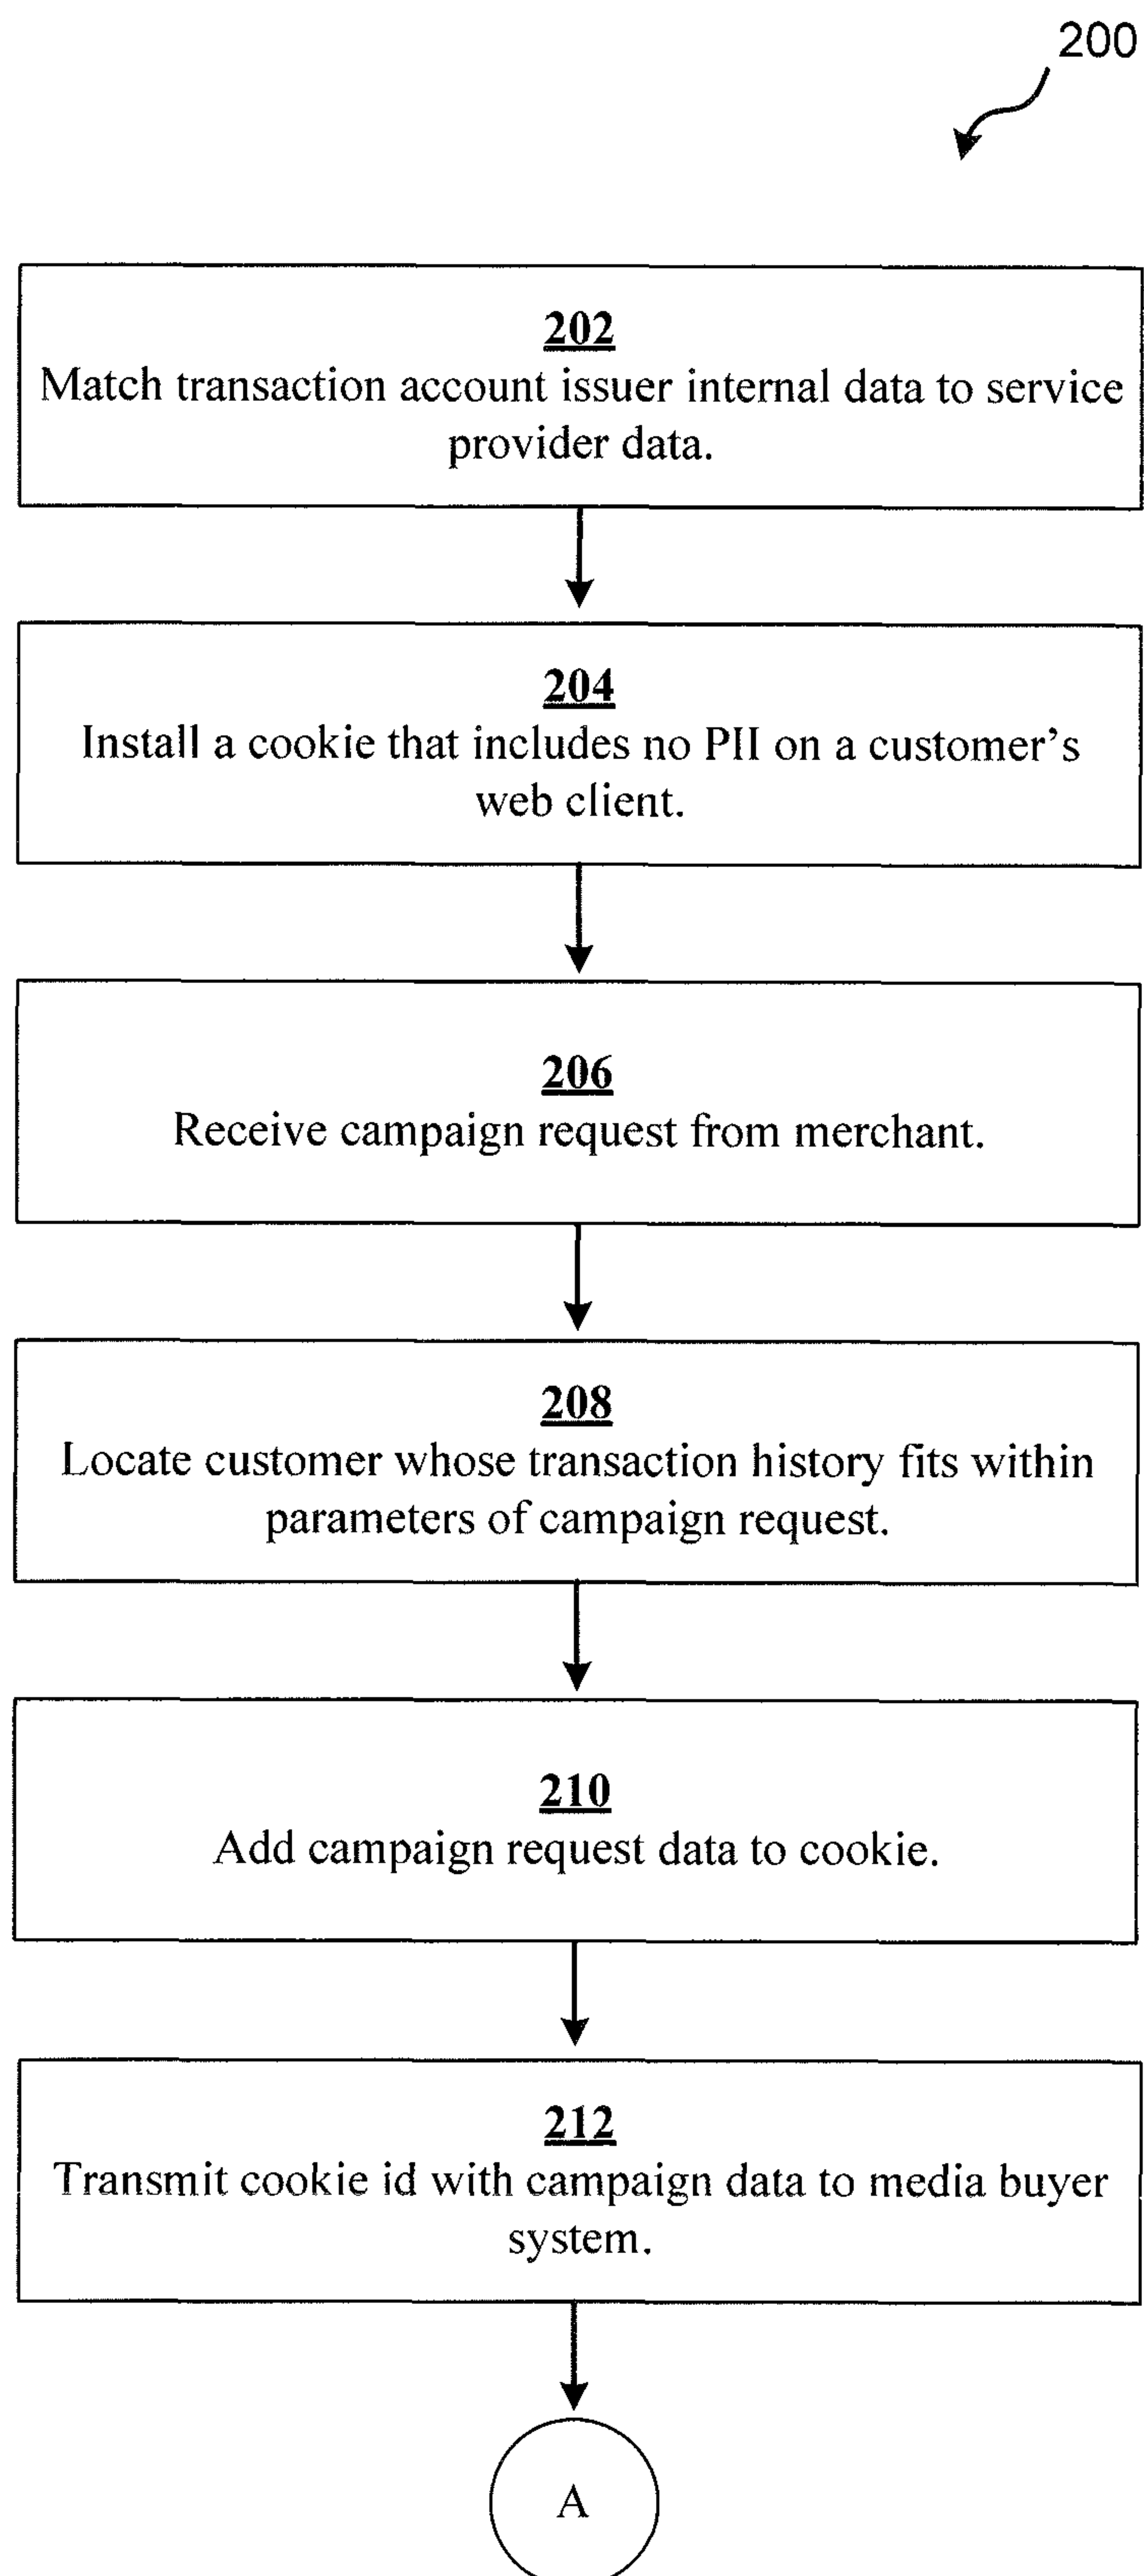 200
202
Match transaction account issuer internal data to service
provider data.
204
Install a cookie that includes no PII on a customer’s
web client.
206
Receive campaign request from merchant.
208
Locate customer whose transaction history fits within
parameters of campaign request.
210
Add campaign request data to cookie.
212
Transmit cookie id with campaign data to media buyer
system.
A